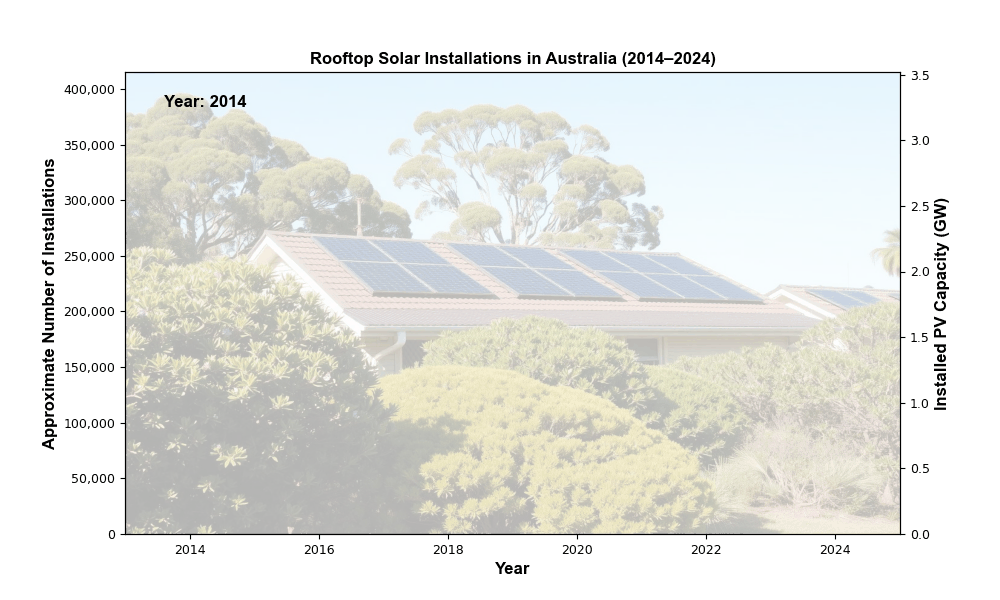 Rooftop Solar Installations in Australia (2014–2024)
Year: 2014
Approximate Number of Installations
400,000
350,000
300,000
250,000
200,000
150,000
100,000
50,000
0
Installed PV Capacity (GW)
3.5
3.0
2.5
2.0
1.5
1.0
0.5
0.0
2014 2016 2018 2020 2022 2024
Year